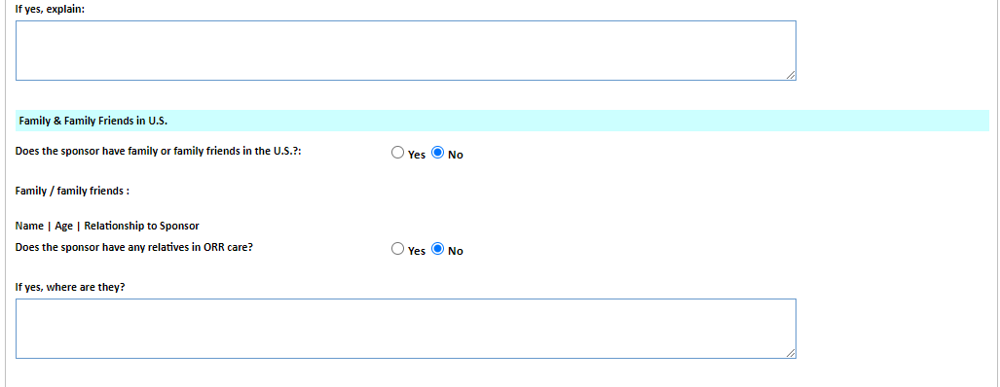 If yes, explain:
Family & Family Friends in U.S.
Does the sponsor have family or family friends in the U.S.?: Yes No
Family / family friends :
Name | Age | Relationship to Sponsor
Does the sponsor have any relatives in ORR care? Yes No
If yes, where are they?